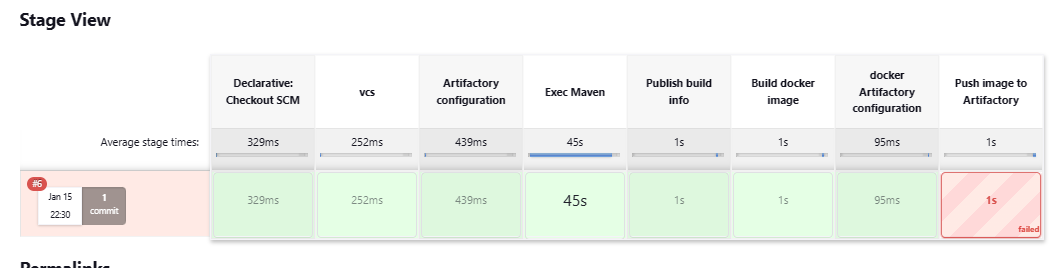 Stage View
Declarative:
Checkout SCM
vcs
Artifactory
configuration
Exec Maven
Publish build
info
Build docker
image
docker
Artifactory
configuration
Push image to
Artifactory
Average stage times:
329ms
252ms
439ms
45s
1s
1s
95ms
1s
#6
Jan 15
22:30
1
commit
329ms
252ms
439ms
45s
1s
1s
95ms
1s
failed
Permalinks